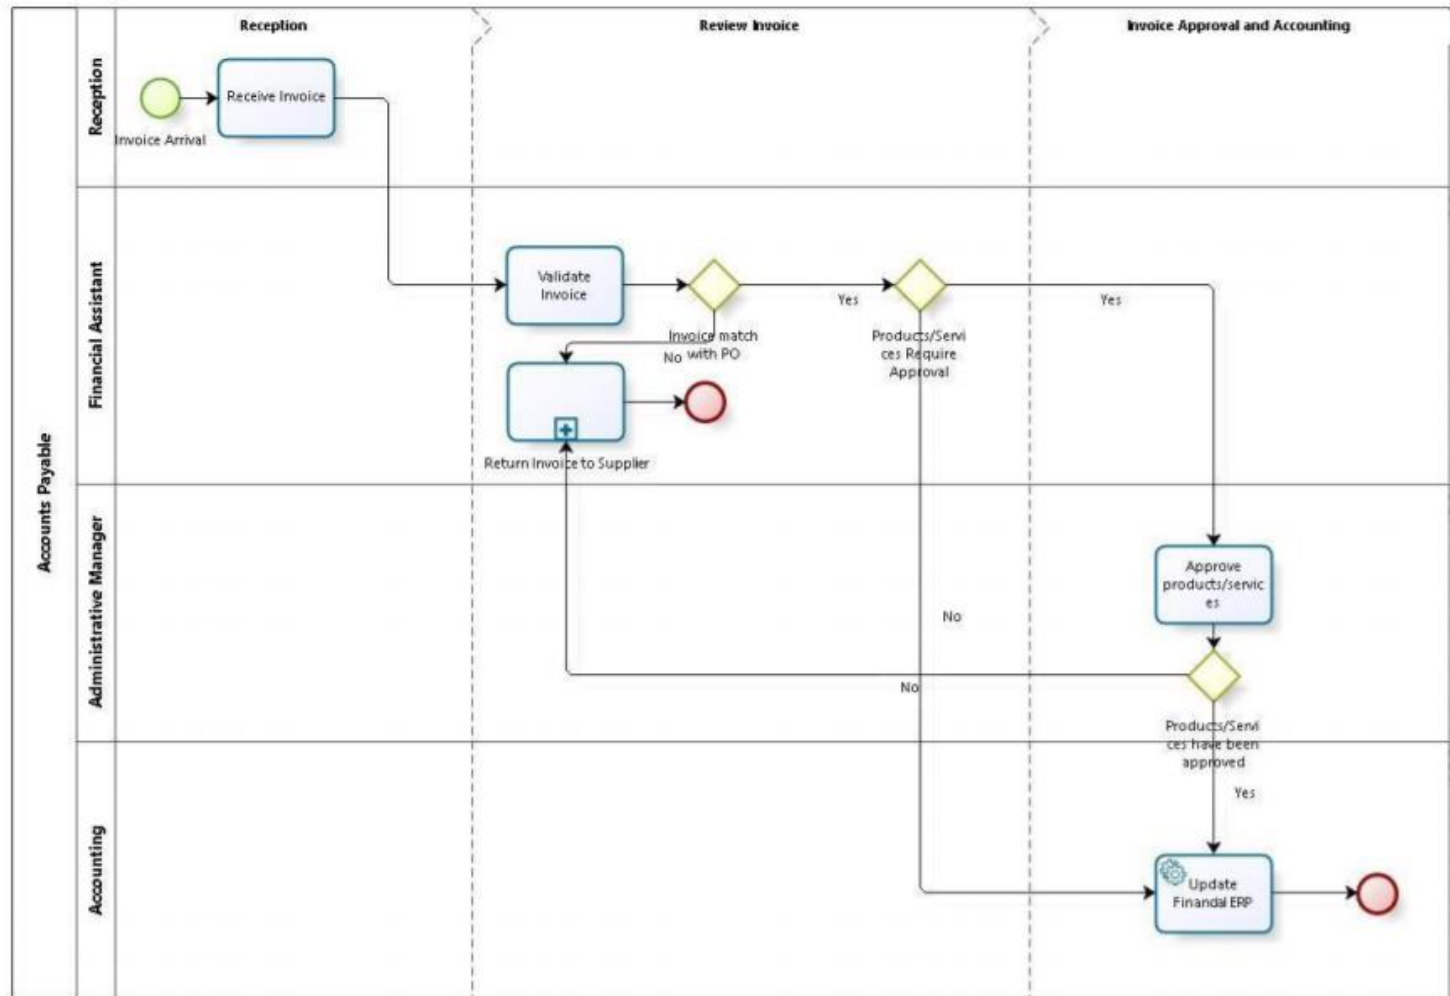 Reception
Review Invoice
Invoice Approval and Accounting
Accounts Payable
Reception
Invoice Arrival
Receive Invoice
Financial Assistant
Validate
Invoice
Invoice match
with PO
Yes
Products/Servi
ces Require
Approval
Yes
No
Return Invoice to Supplier
Administrative Manager
Approve
products/servic
es
No
No
Products/Servi
ces have been
approved
Accounting
Yes
Update
Financial ERP